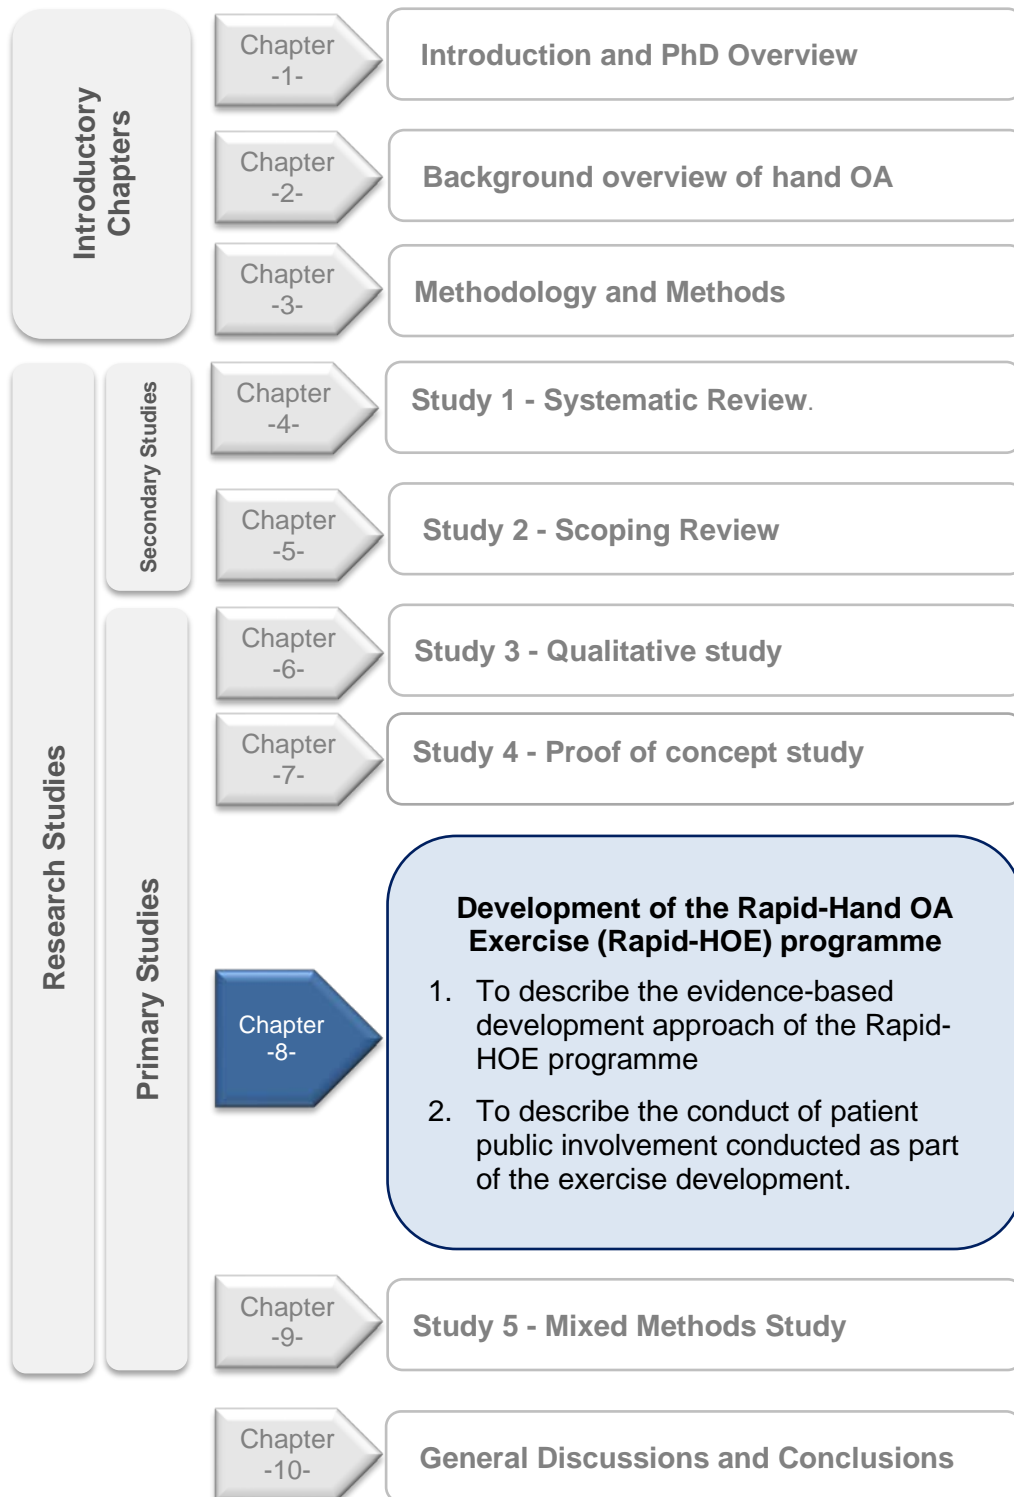 Introductory
Chapters
Chapter
-1-
Introduction and PhD Overview
Chapter
-2-
Background overview of hand OA
Chapter
-3-
Methodology and Methods
Research Studies
Secondary Studies
Chapter
-4-
Study 1 - Systematic Review.
Chapter
-5-
Study 2 - Scoping Review
Primary Studies
Chapter
-6-
Study 3 - Qualitative study
Chapter
-7-
Study 4 - Proof of concept study
Chapter
-8-
Development of the Rapid-Hand OA
Exercise (Rapid-HOE) programme
1. To describe the evidence-based
development approach of the Rapid-
HOE programme
2. To describe the conduct of patient
public involvement conducted as part
of the exercise development.
Chapter
-9-
Study 5 - Mixed Methods Study
Chapter
-10-
General Discussions and Conclusions